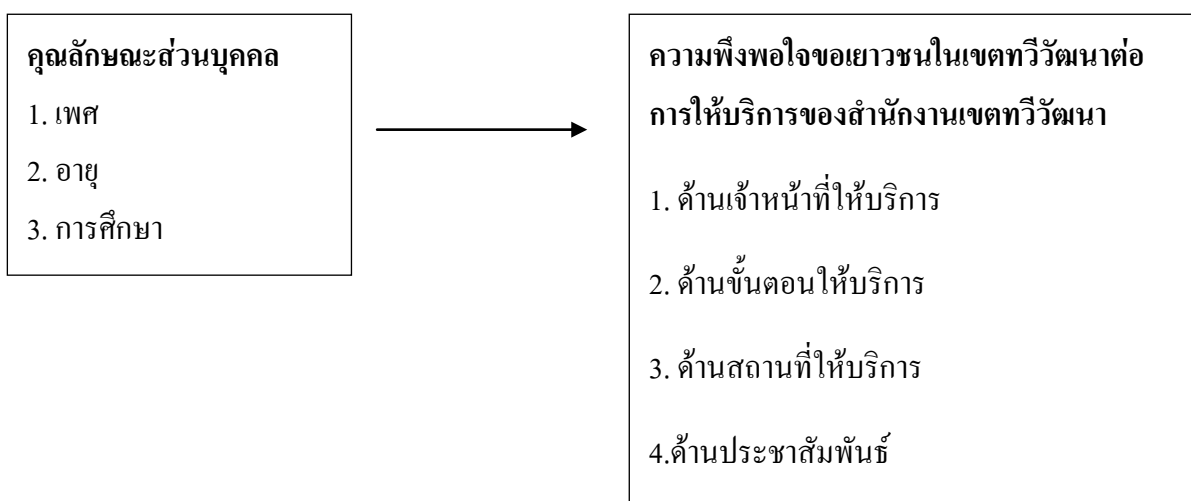 คุณลักษณะส่วนบุคคล
1. เพศ
2. อายุ
3. การศึกษา
ความพึงพอใจขอเยาวชนในเขตทวีวัฒนาต่อ
การให้บริการของสำนักงานเขตทวีวัฒนา
1. ด้านเจ้าหน้าที่ให้บริการ
2. ด้านขั้นตอนให้บริการ
3. ด้านสถานที่ให้บริการ
4.ด้านประชาสัมพันธ์